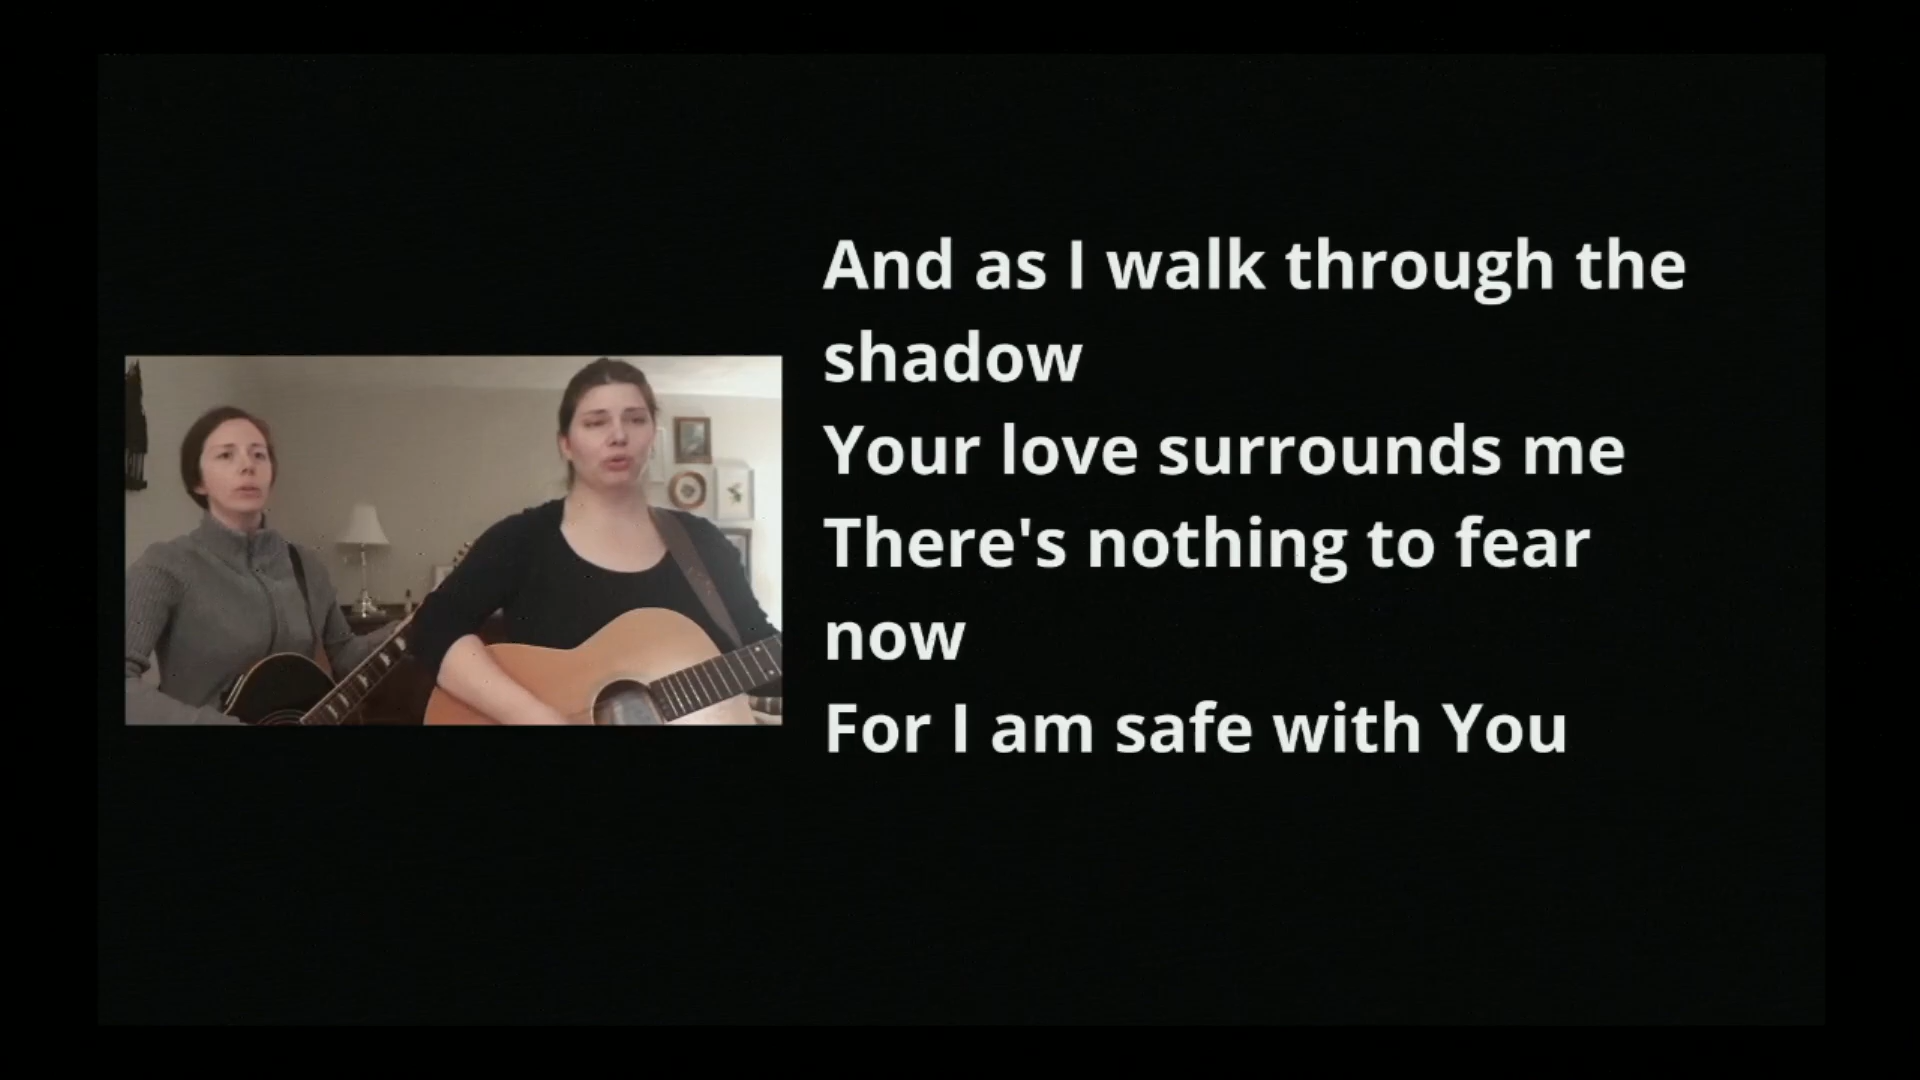 And as I walk through the
shadow
Your love surrounds me
There's nothing to fear
now
For I am safe with You